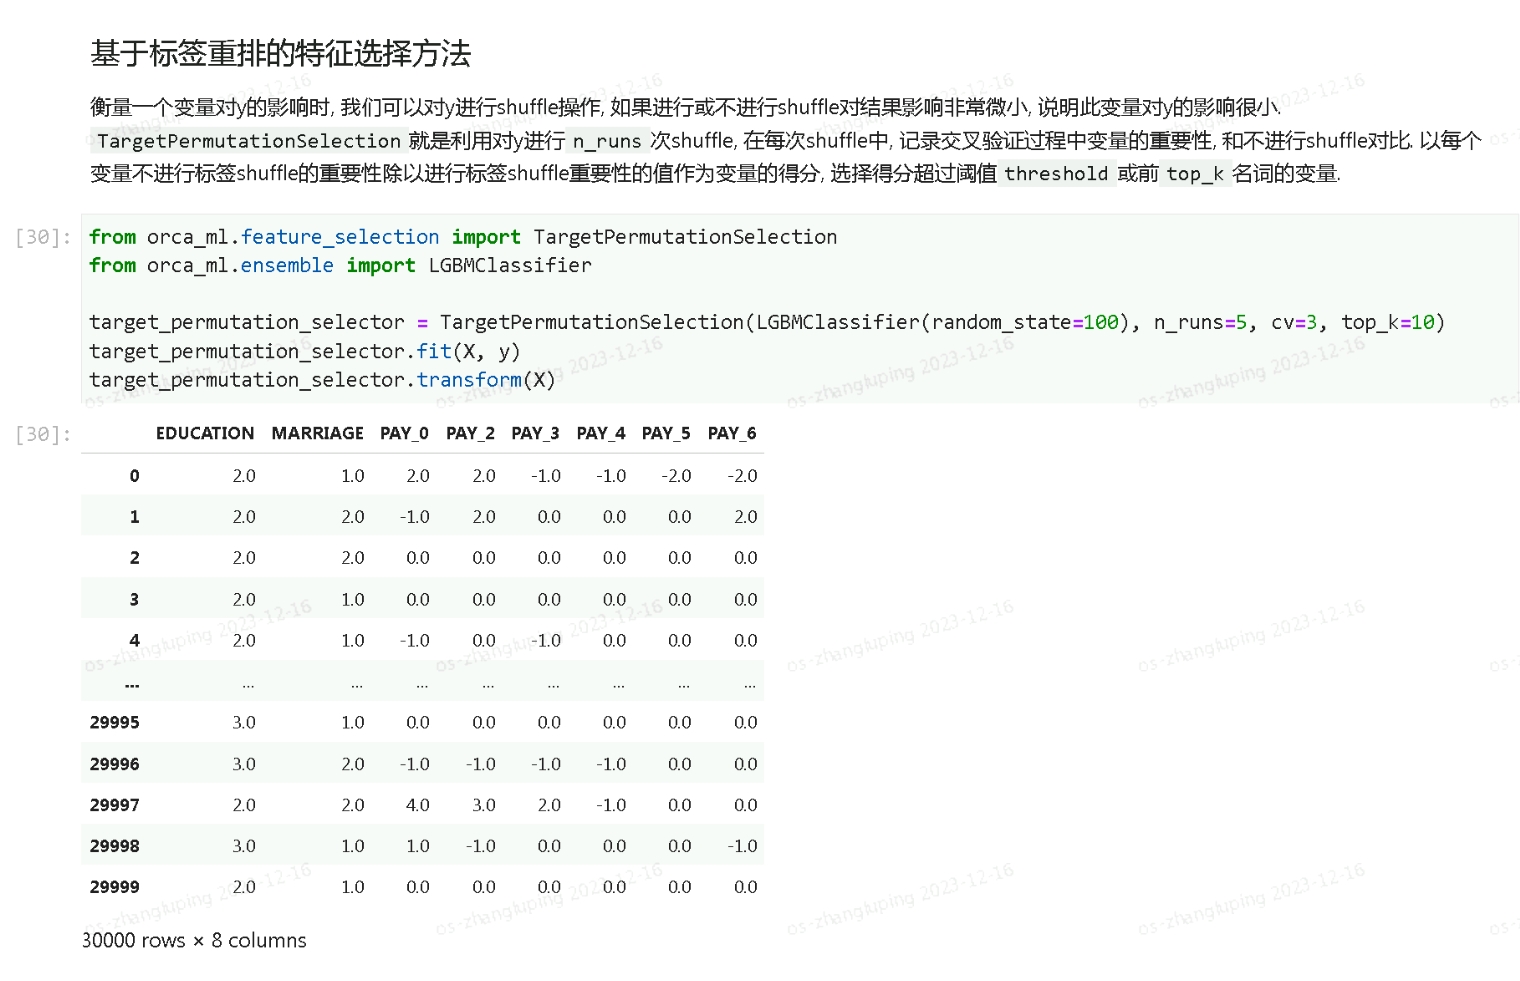 基于标签重排的特征选择方法
衡量一个变量对y的影响时, 我们可以对y进行shuffle操作, 如果进行或不进行shuffle对结果影响非常微小, 说明此变量对y的影响很小.
TargetPermutationSelection 就是利用对y进行 n_runs 次shuffle, 在每次shuffle中, 记录交叉验证过程中变量的重要性, 和不进行shuffle对比. 以每个
变量不进行标签shuffle的重要性除以进行标签shuffle重要性的值作为变量的得分, 选择得分超过阈值 threshold 或前 top_k 名词的变量.
[30]: from orca_ml.feature_selection import TargetPermutationSelection
from orca_ml.ensemble import LGBMClassifier
target_permutation_selector = TargetPermutationSelection(LGBMClassifier(random_state=100), n_runs=5, cv=3, top_k=10)
target_permutation_selector.fit(X, y)
target_permutation_selector.transform(X)
[30]: EDUCATION MARRIAGE PAY_0 PAY_2 PAY_3 PAY_4 PAY_5 PAY_6
0 2.0 1.0 2.0 2.0 -1.0 -1.0 -2.0 -2.0
1 2.0 2.0 -1.0 2.0 0.0 0.0 0.0 2.0
2 2.0 2.0 0.0 0.0 0.0 0.0 0.0 0.0
3 2.0 1.0 0.0 0.0 0.0 0.0 0.0 0.0
4 2.0 1.0 -1.0 0.0 -1.0 0.0 0.0 0.0
... ... ... ... ... ... ... ... ...
29995 3.0 1.0 0.0 0.0 0.0 0.0 0.0 0.0
29996 3.0 2.0 -1.0 -1.0 -1.0 -1.0 0.0 0.0
29997 2.0 2.0 4.0 3.0 2.0 -1.0 0.0 0.0
29998 3.0 1.0 1.0 -1.0 0.0 0.0 0.0 -1.0
29999 2.0 1.0 0.0 0.0 0.0 0.0 0.0 0.0
30000 rows × 8 columns